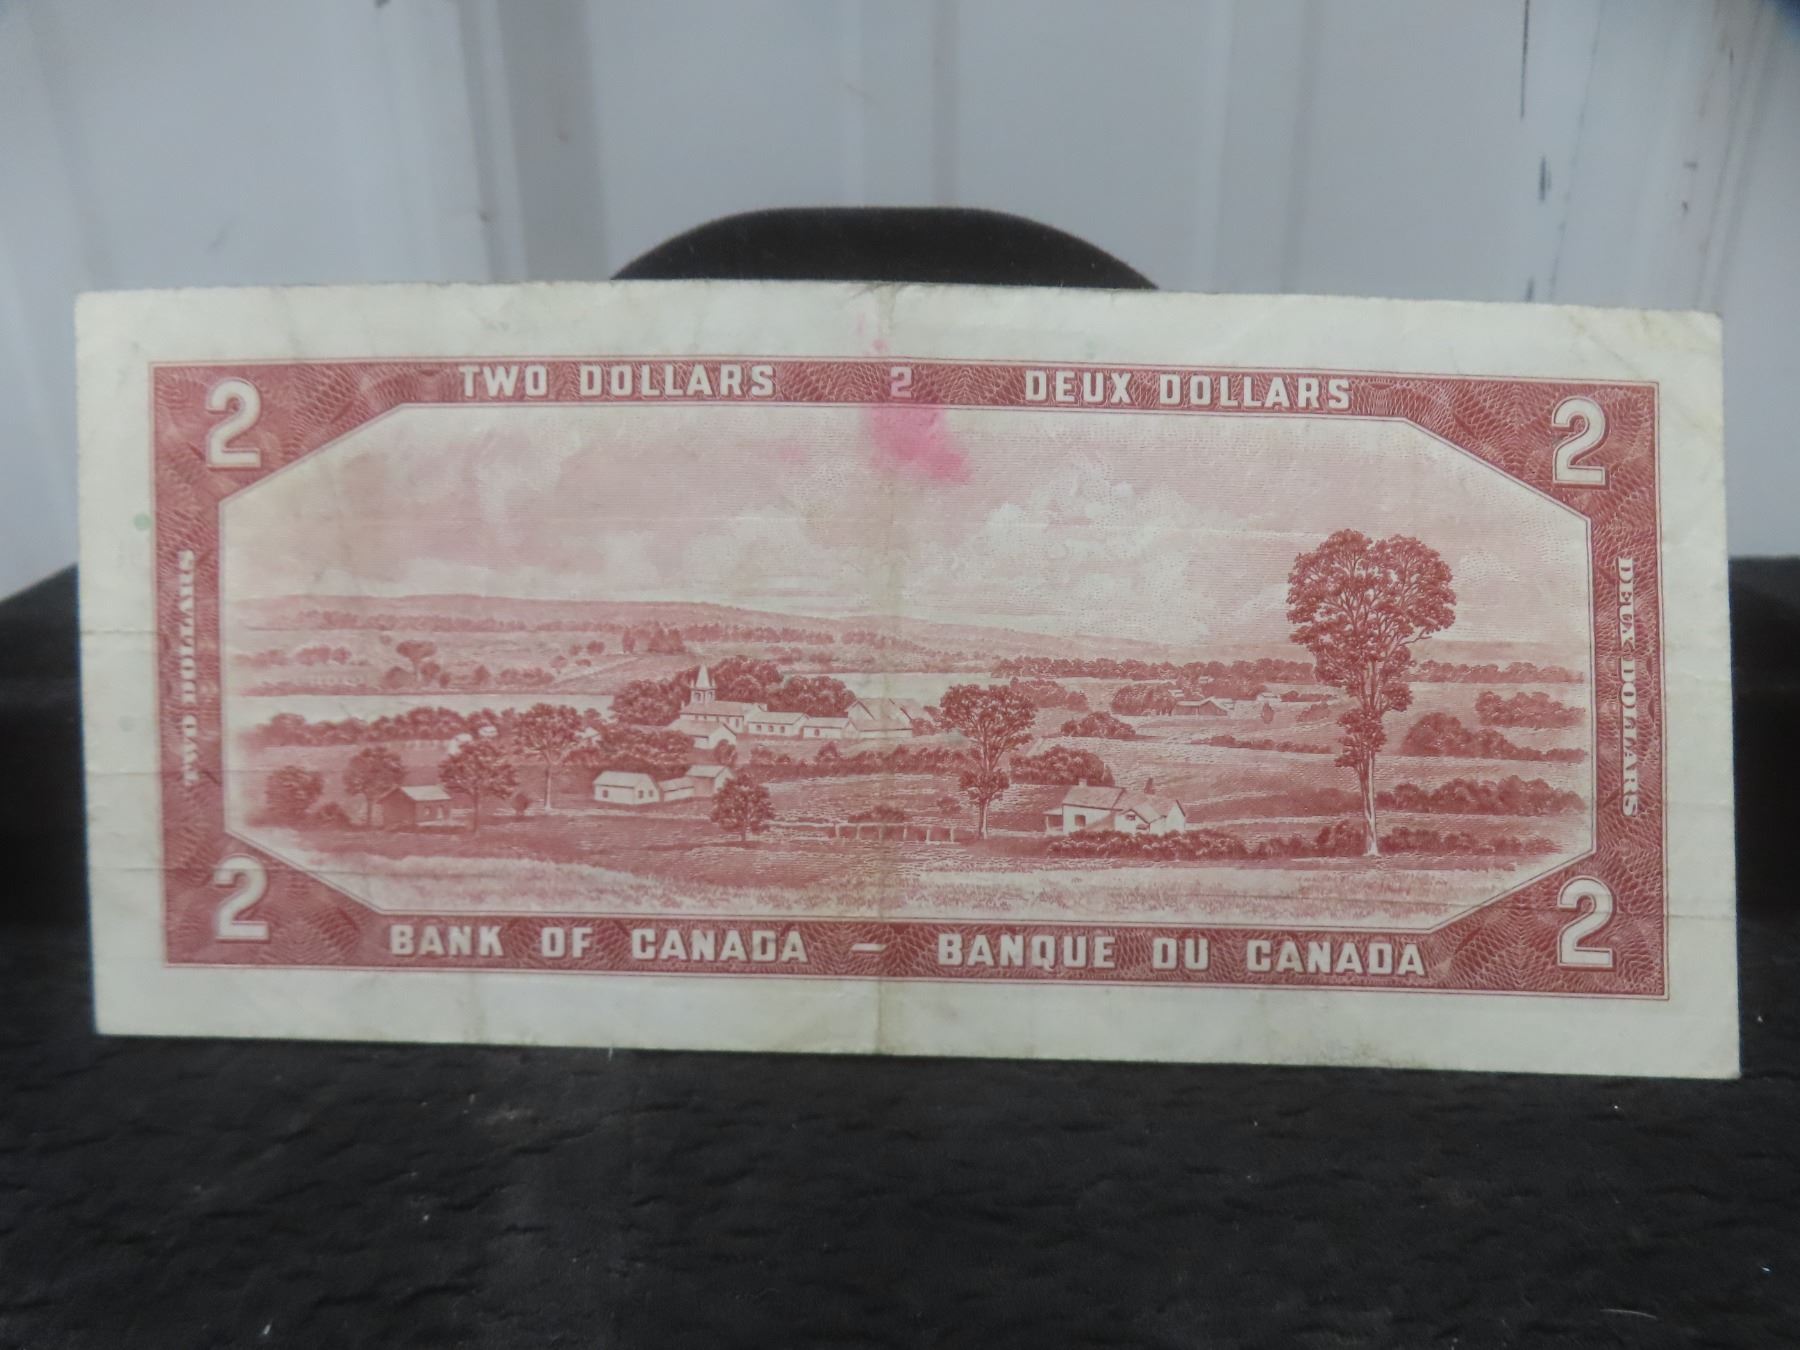 TWO DOLLARS 2 DEUX DOLLARS
2 2
TWO DOLLARS
DEUX DOLLARS
2 2
BANK OF CANADA – BANQUE DU CANADA